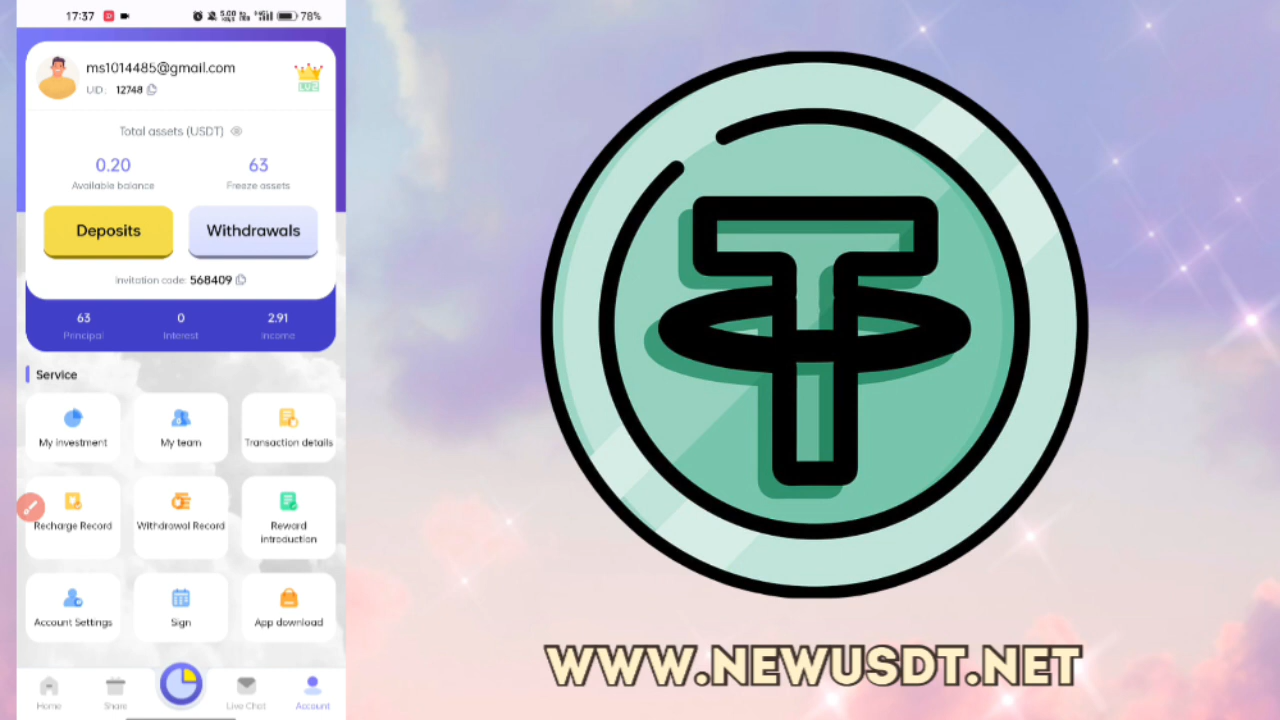 17:37
78%
ms1014485@gmail.com
UID: 12748
LV2
Total assets (USDT)
0.20
63
Available balance
Freeze assets
Deposits
Withdrawals
Invitation code: 568409
63
0
2.91
Principal
Interest
Income
Service
My investment
My team
Transaction details
Recharge Record
Withdrawal Record
Reward
introduction
Account Settings
Sign
App download
Home
Share
Live Chat
Account
WWW.NEWUSDT.NET